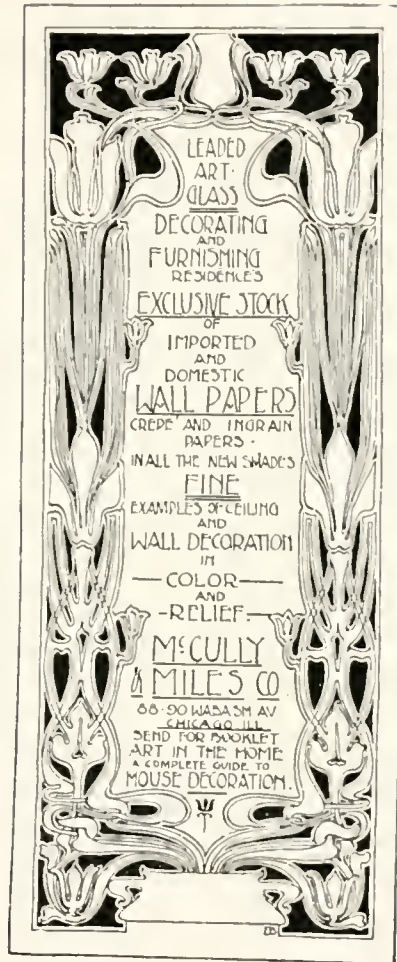 LEADED
ART·
GLASS
DECORATING
AND
FURNISHING
RESIDENCES
EXCLUSIVE STOCK
OF
IMPORTED
AND
DOMESTIC
WALL PAPERS
CREPE AND INGRAIN
PAPERS·
IN ALL THE NEW SHADES
FINE
EXAMPLES OF CEILING
AND
WALL DECORATION
IN
—COLOR—
AND
-RELIEF.-
McCULLY
& MILES CO
88·90 WABASH AV
CHICAGO ILL
SEND FOR BOOKLET
ART IN THE HOME
A COMPLETE GUIDE TO
HOUSE DECORATION.